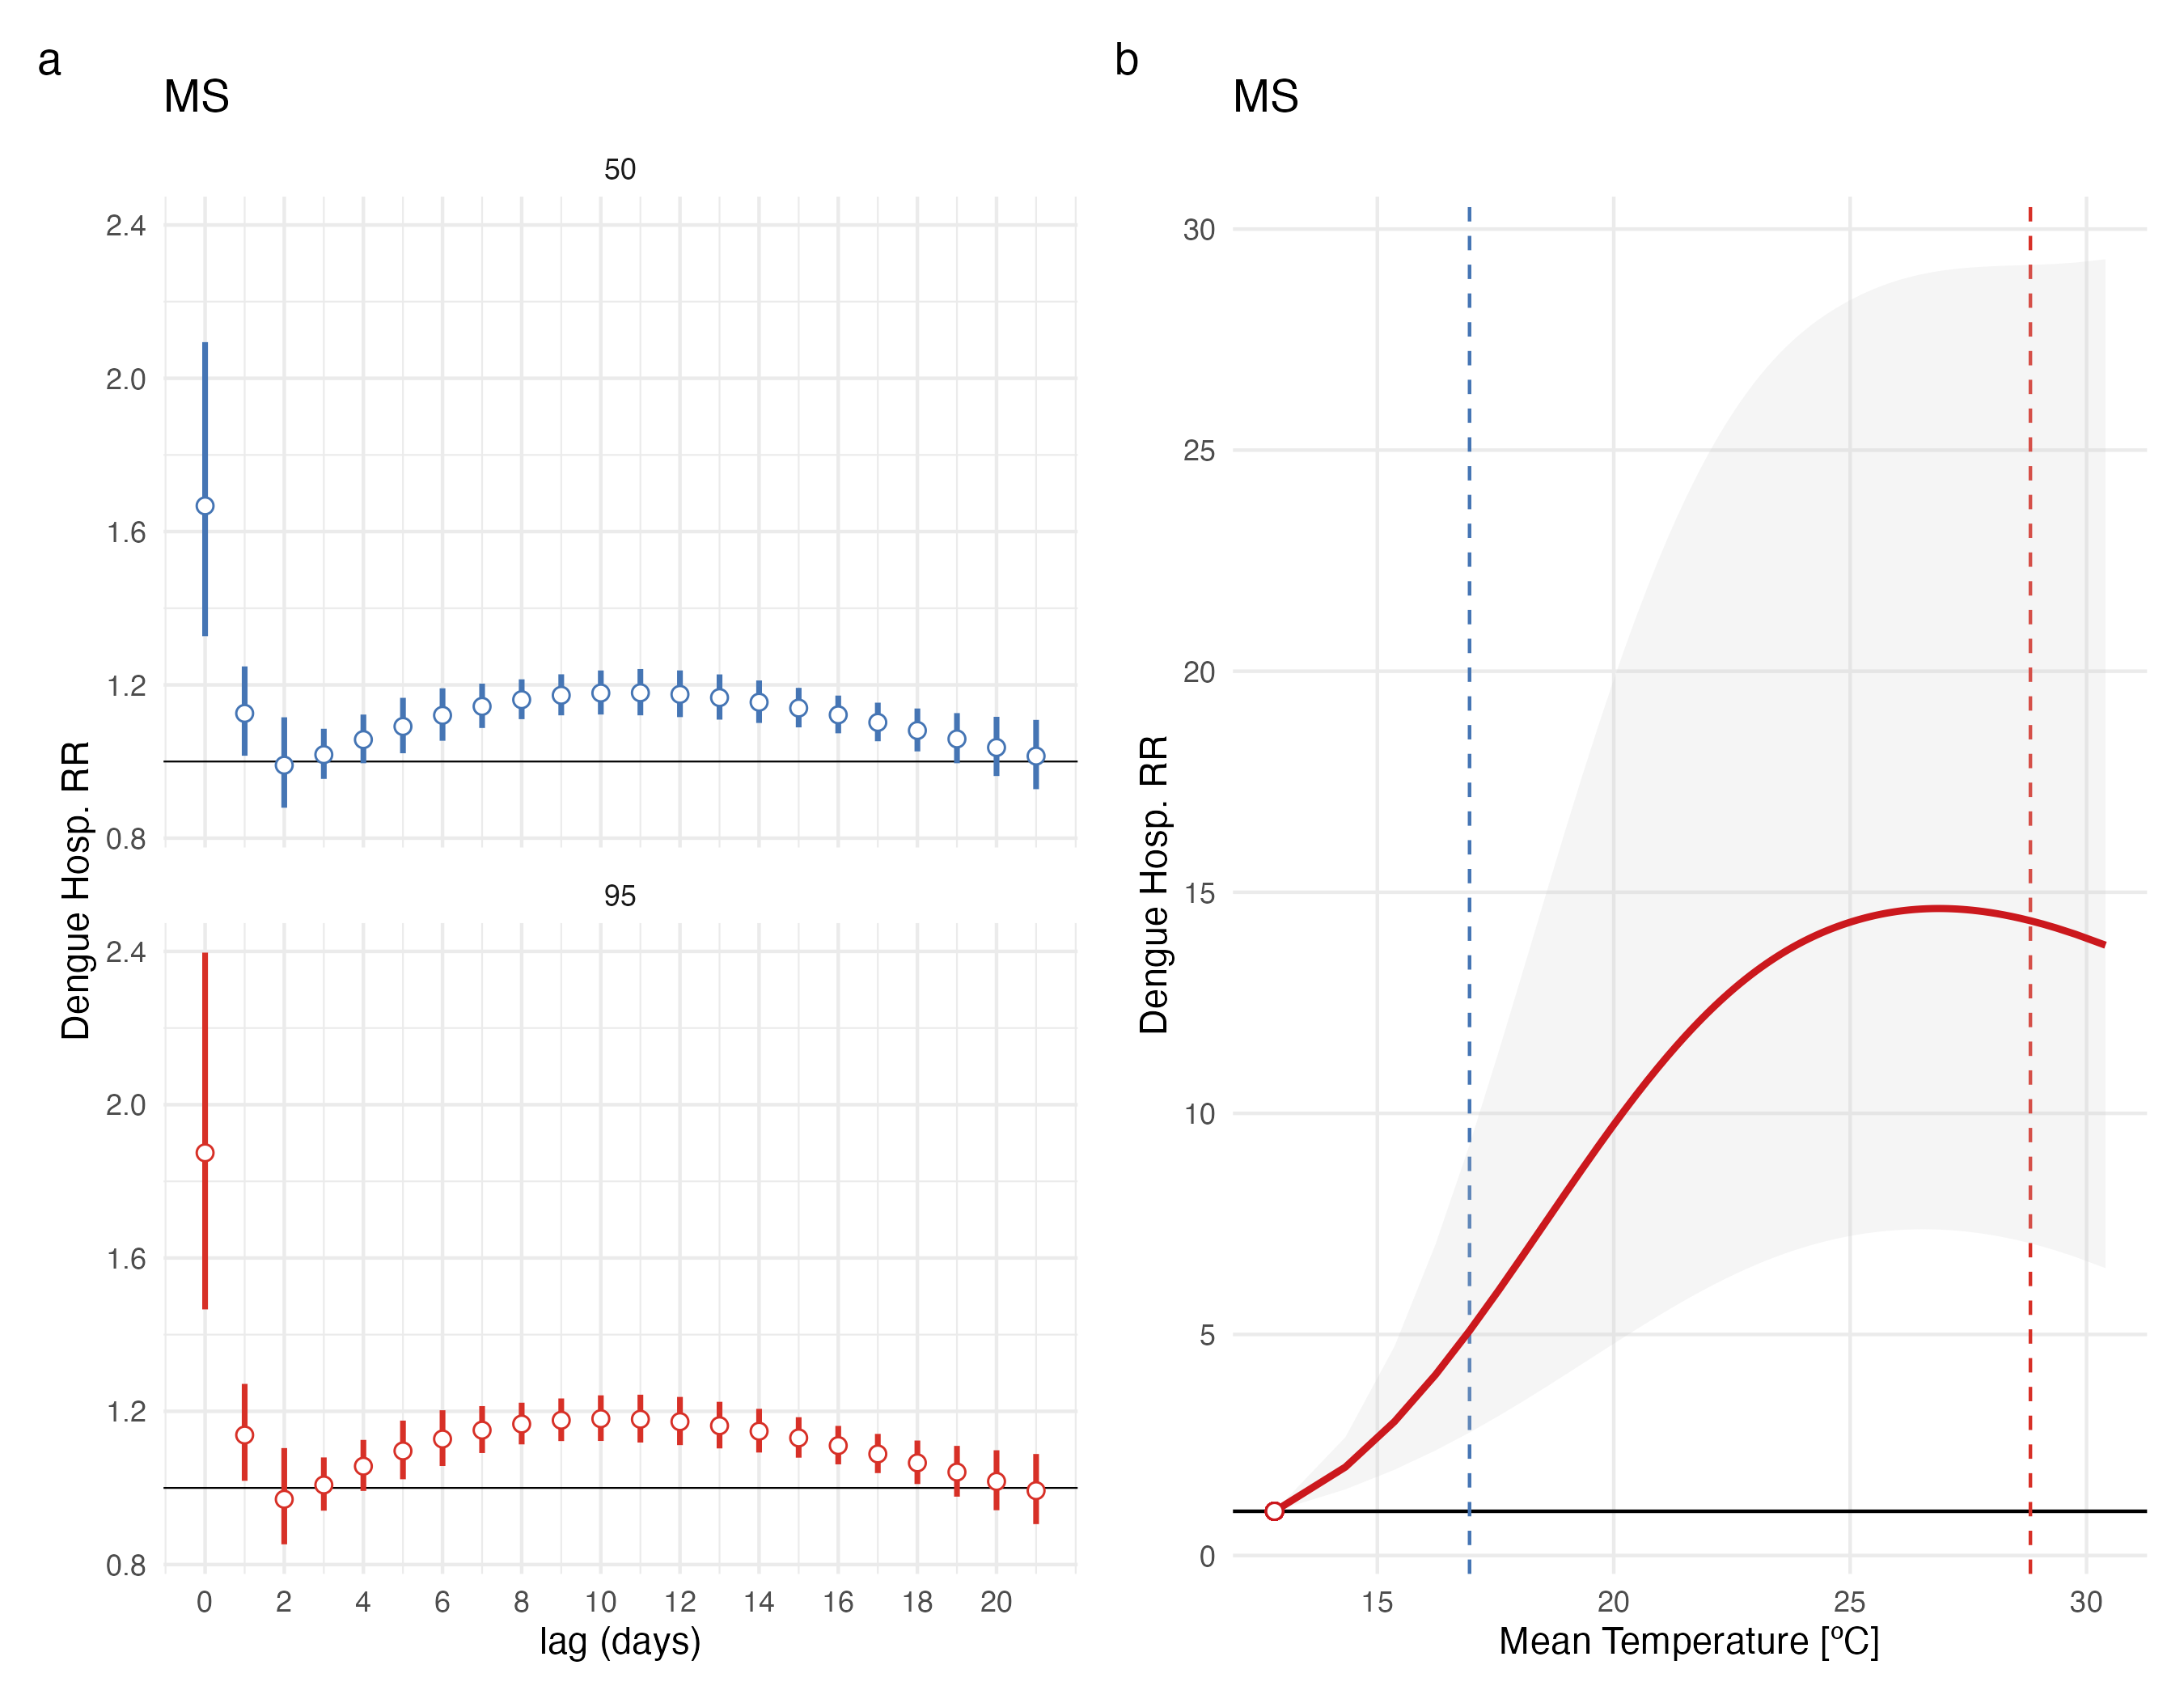 a
MS
50
2.4
2.0
1.6
1.2
0.8
95
2.4
2.0
1.6
1.2
0.8
0 2 4 6 8 10 12 14 16 18 20
lag (days)
Dengue Hosp. RR
b
MS
30
25
20
15
10
5
0
15 20 25 30
Mean Temperature [ºC]
Dengue Hosp. RR